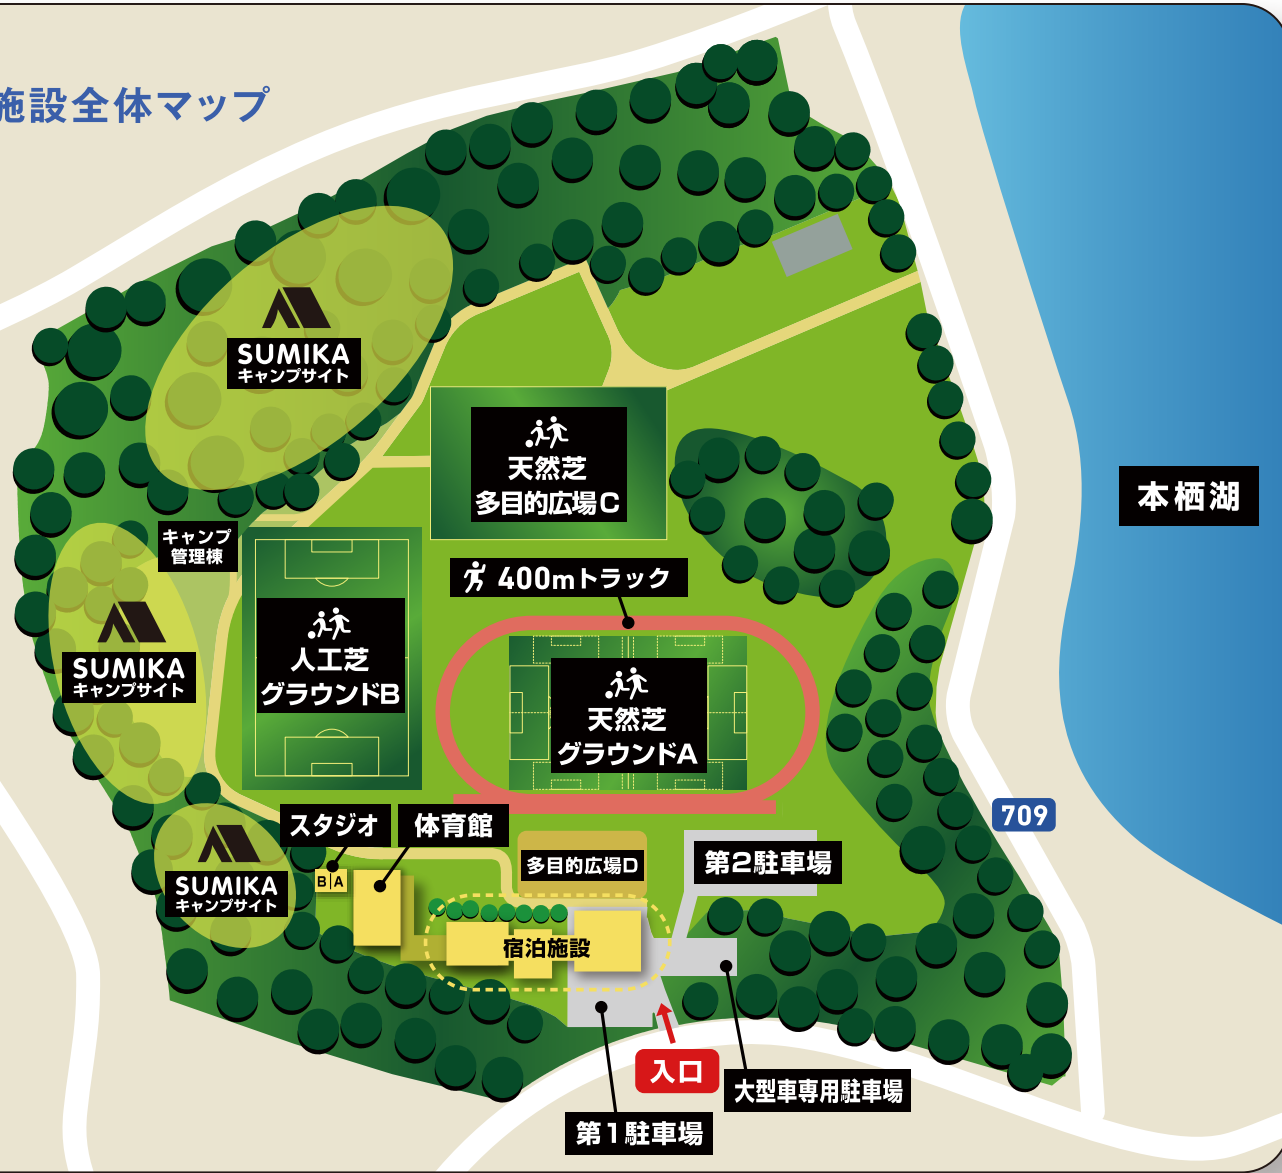 施設全体マップ
SUMIKA
キャンプサイト
天然芝
多目的広場C
本栖湖
キャンプ
管理棟
400mトラック
人工芝
グラウンドB
SUMIKA
キャンプサイト
天然芝
グラウンドA
709
スタジオ
体育館
多目的広場D
第2駐車場
B A
SUMIKA
キャンプサイト
宿泊施設
入口
大型車専用駐車場
第1駐車場